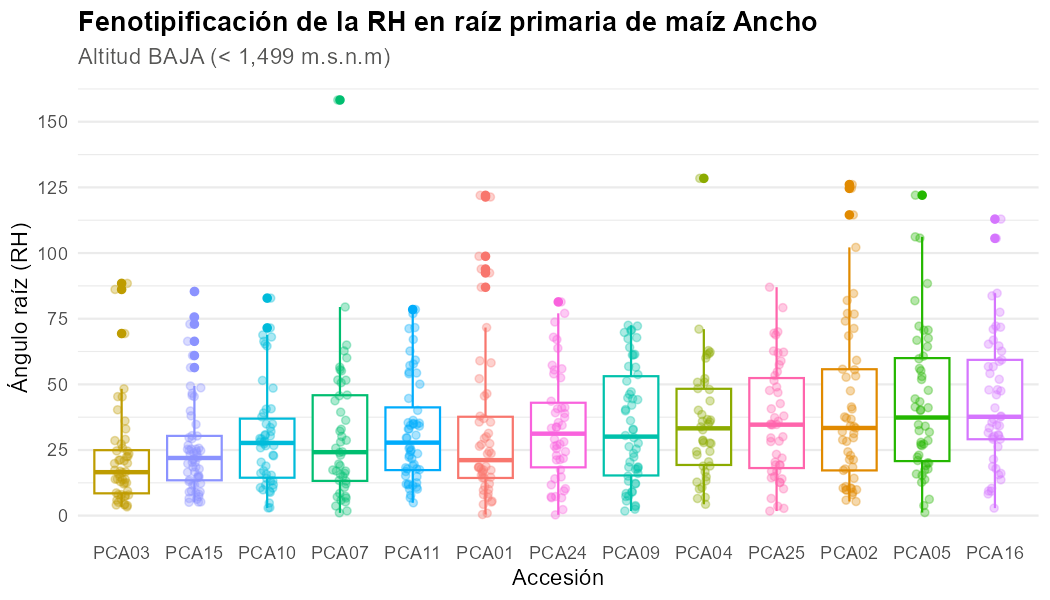 Fenotipificación de la RH en raíz primaria de maíz Ancho
Altitud BAJA (< 1,499 m.s.n.m)
Ángulo raíz (RH)
150
125
100
75
50
25
0
PCA03 PCA15 PCA10 PCA07 PCA11 PCA01 PCA24 PCA09 PCA04 PCA25 PCA02 PCA05 PCA16
Accesión